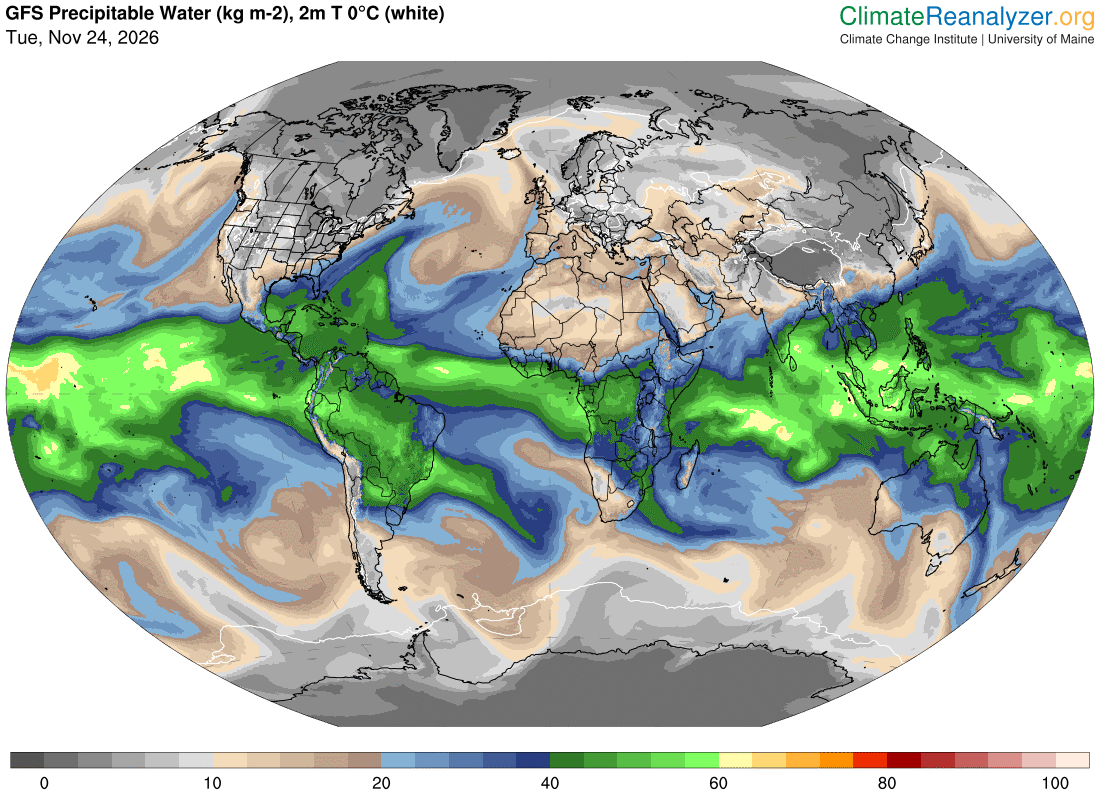 GFS Precipitable Water (kg m-2), 2m T 0°C (white)
Tue, Nov 24, 2026
ClimateReanalyzer.org
Climate Change Institute | University of Maine
0 10 20 40 60 80 100